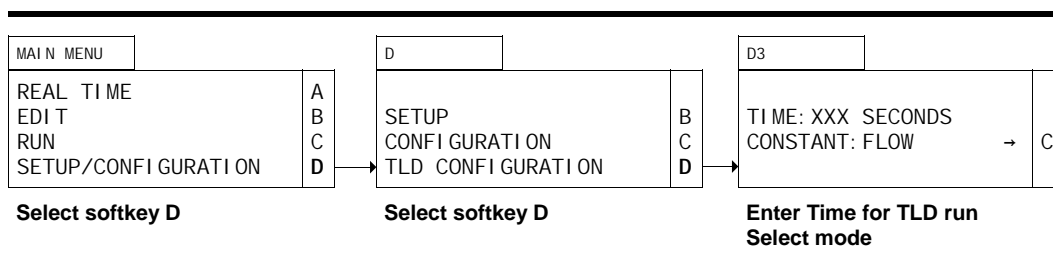 MAIN MENU
REAL TIME A
EDIT B
RUN C
SETUP/CONFIGURATION D
Select softkey D
D
SETUP B
CONFIGURATION C
TLD CONFIGURATION D
Select softkey D
D3
TIME: XXX SECONDS
CONSTANT: FLOW → C
Enter Time for TLD run
Select mode